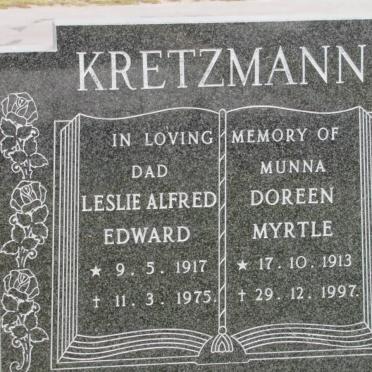 KRETZMANN
IN LOVING MEMORY OF
DAD
LESLIE ALFRED
EDWARD
★ 9. 5. 1917
† 11. 3. 1975.
MUNNA
DOREEN
MYRTLE
★ 17. 10. 1913
† 29. 12. 1997.